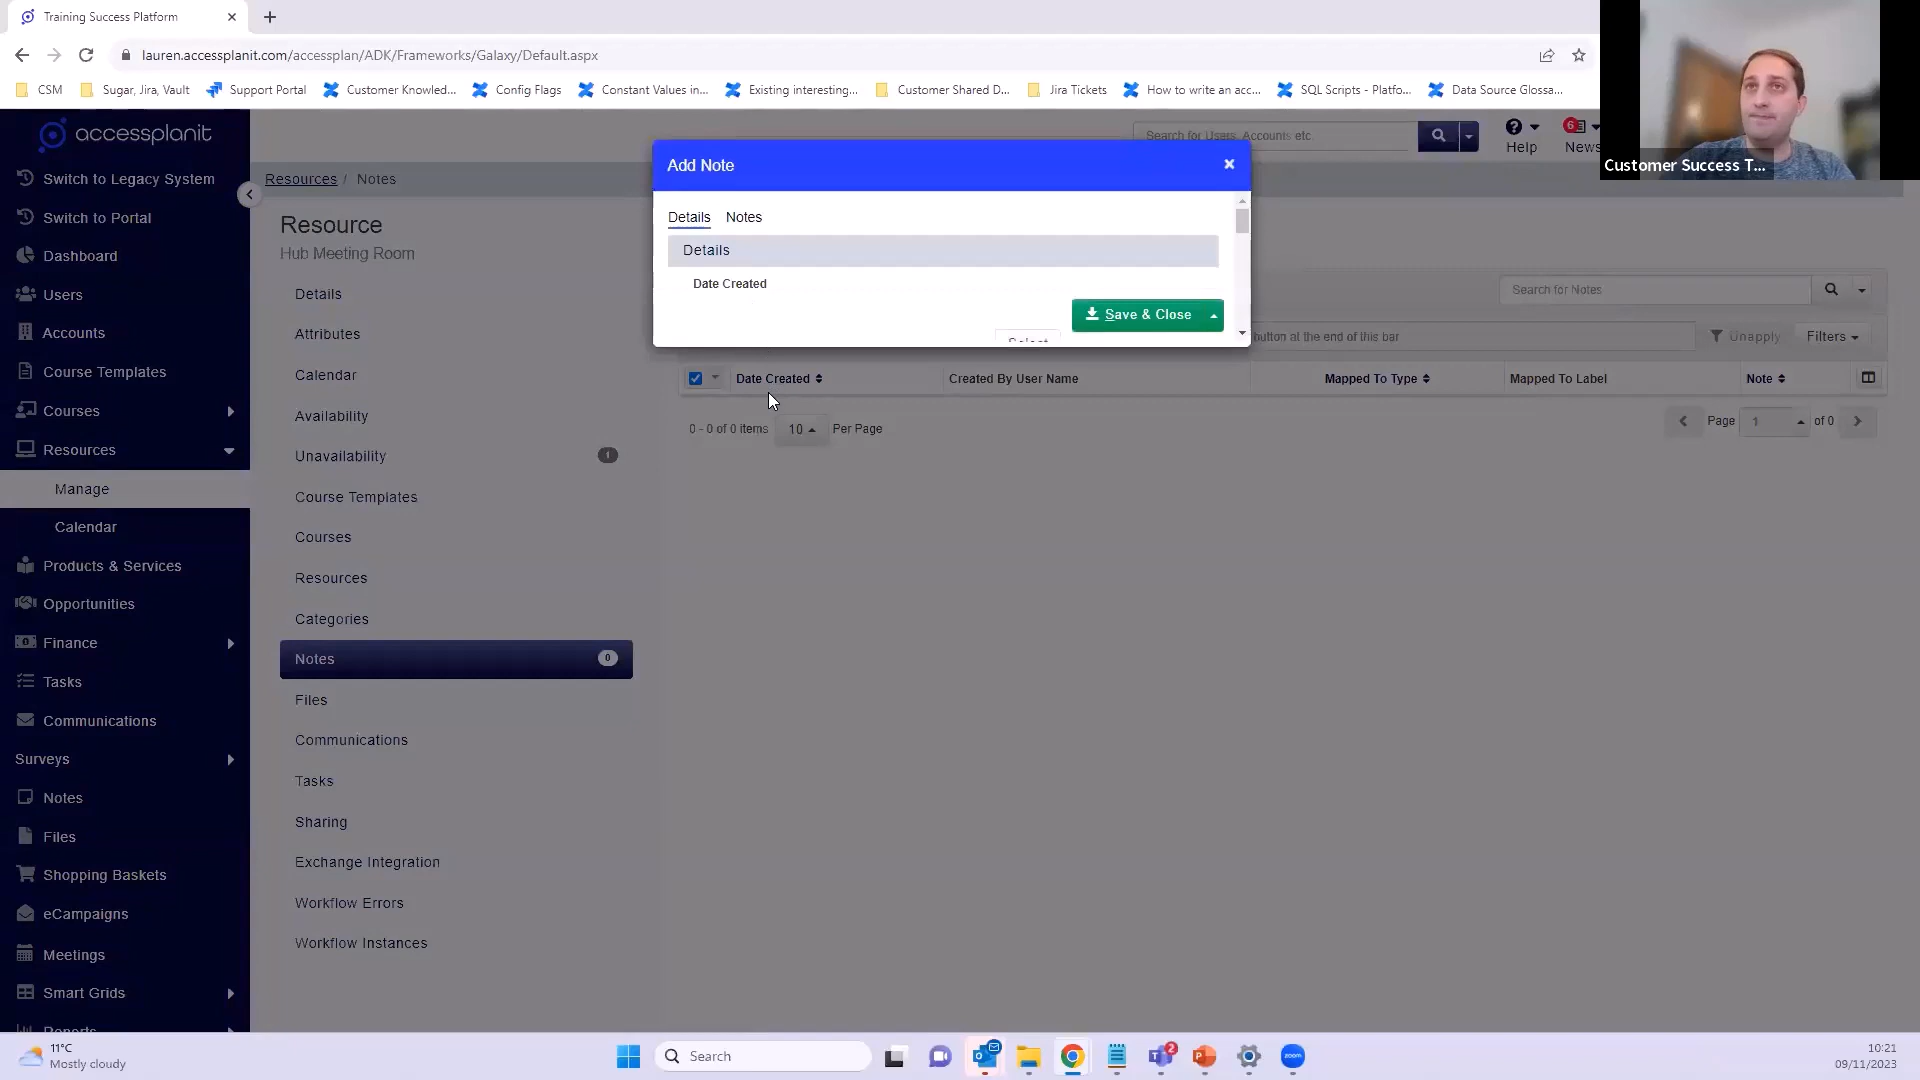 Training Success Platform
lauren.accessplanit.com/accessplan/ADK/Frameworks/Galaxy/Default.aspx
CSM
Sugar, Jira, Vault
Support Portal
Customer Knowled...
Config Flags
Constant Values in...
Existing interesting...
Customer Shared D...
Jira Tickets
How to write an acc...
SQL Scripts - Platfo...
Data Source Glossa...
Customer Success T...
accessplanit
Search for Users, Accounts etc.
Help
6
News
Resources / Notes
Switch to Legacy System
Switch to Portal
Dashboard
Users
Accounts
Course Templates
Courses
Resources
Manage
Calendar
Products & Services
Opportunities
Finance
Tasks
Communications
Surveys
Notes
Files
Shopping Baskets
eCampaigns
Meetings
Smart Grids
Reports
Resource
Hub Meeting Room
Details
Attributes
Calendar
Availability
Unavailability 1
Course Templates
Courses
Resources
Categories
Notes 0
Files
Communications
Tasks
Sharing
Exchange Integration
Workflow Errors
Workflow Instances
Add Note
Details Notes
Details
Date Created
Save & Close
Select
Search for Notes
button at the end of this bar
Unapply
Filters
Date Created
Created By User Name
Mapped To Type
Mapped To Label
Note
0 - 0 of 0 items 10 Per Page
Page 1 of 0
11°C
Mostly cloudy
Search
2
zoom
10:21
09/11/2023